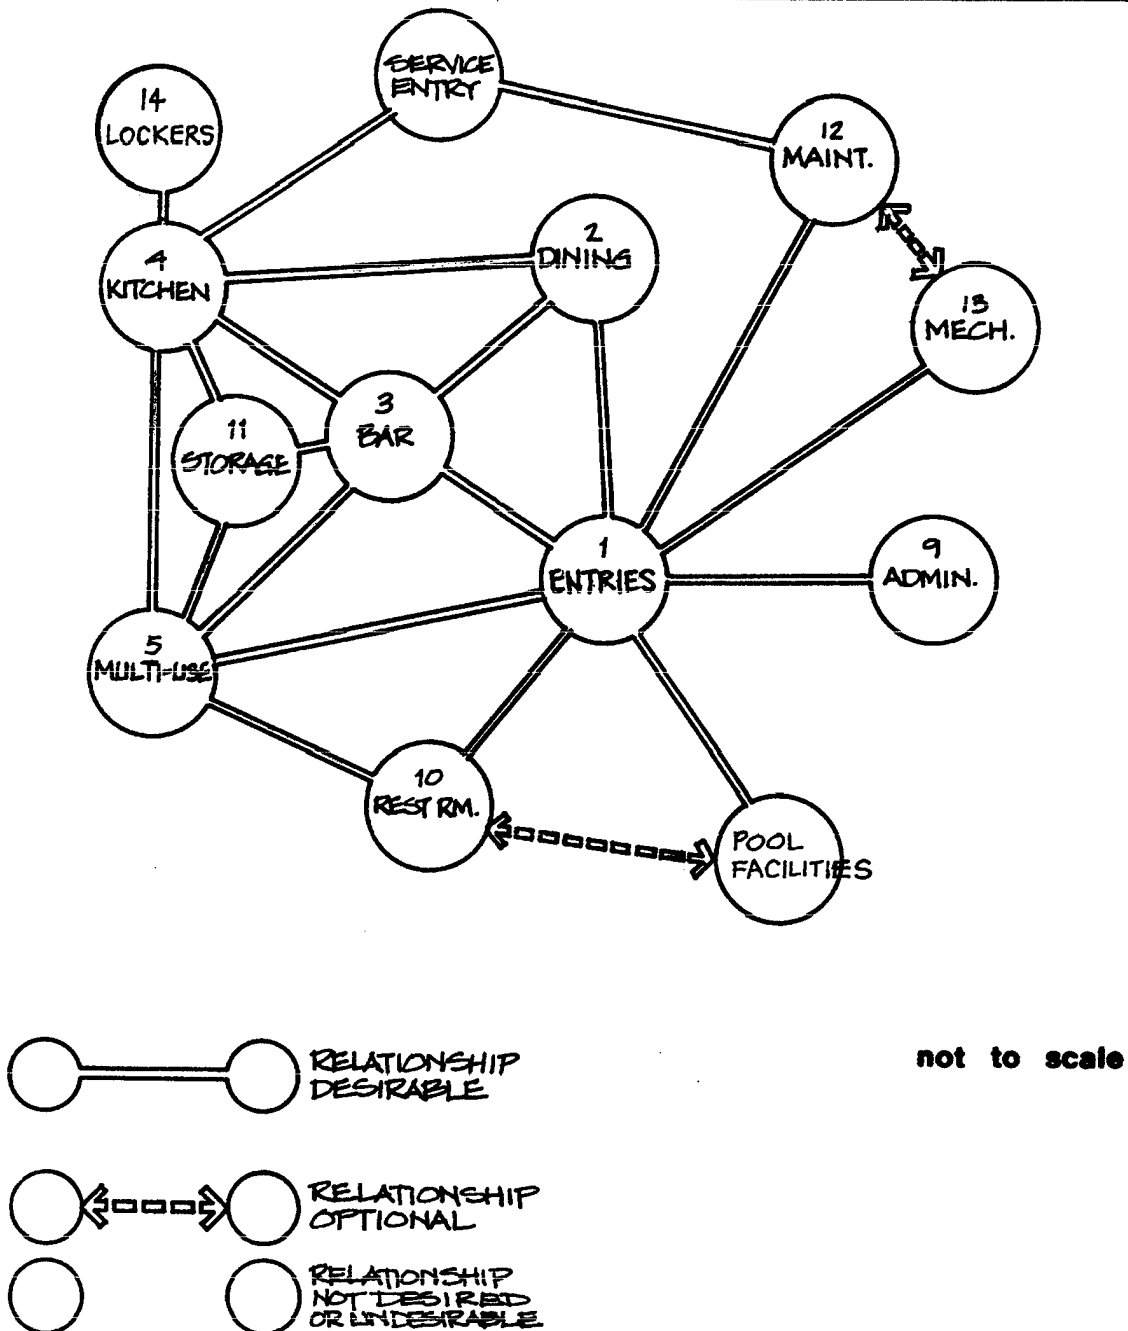 SERVICE
ENTRY
14
LOCKERS
12
MAINT.
2
DINING
4
KITCHEN
13
MECH.
3
BAR
11
STORAGE
1
ENTRIES
9
ADMIN.
5
MULTI-USE
10
REST RM.
POOL
FACILITIES
RELATIONSHIP
DESIRABLE
not to scale
RELATIONSHIP
OPTIONAL
RELATIONSHIP
NOT DESIRED
OR UNDESIRABLE